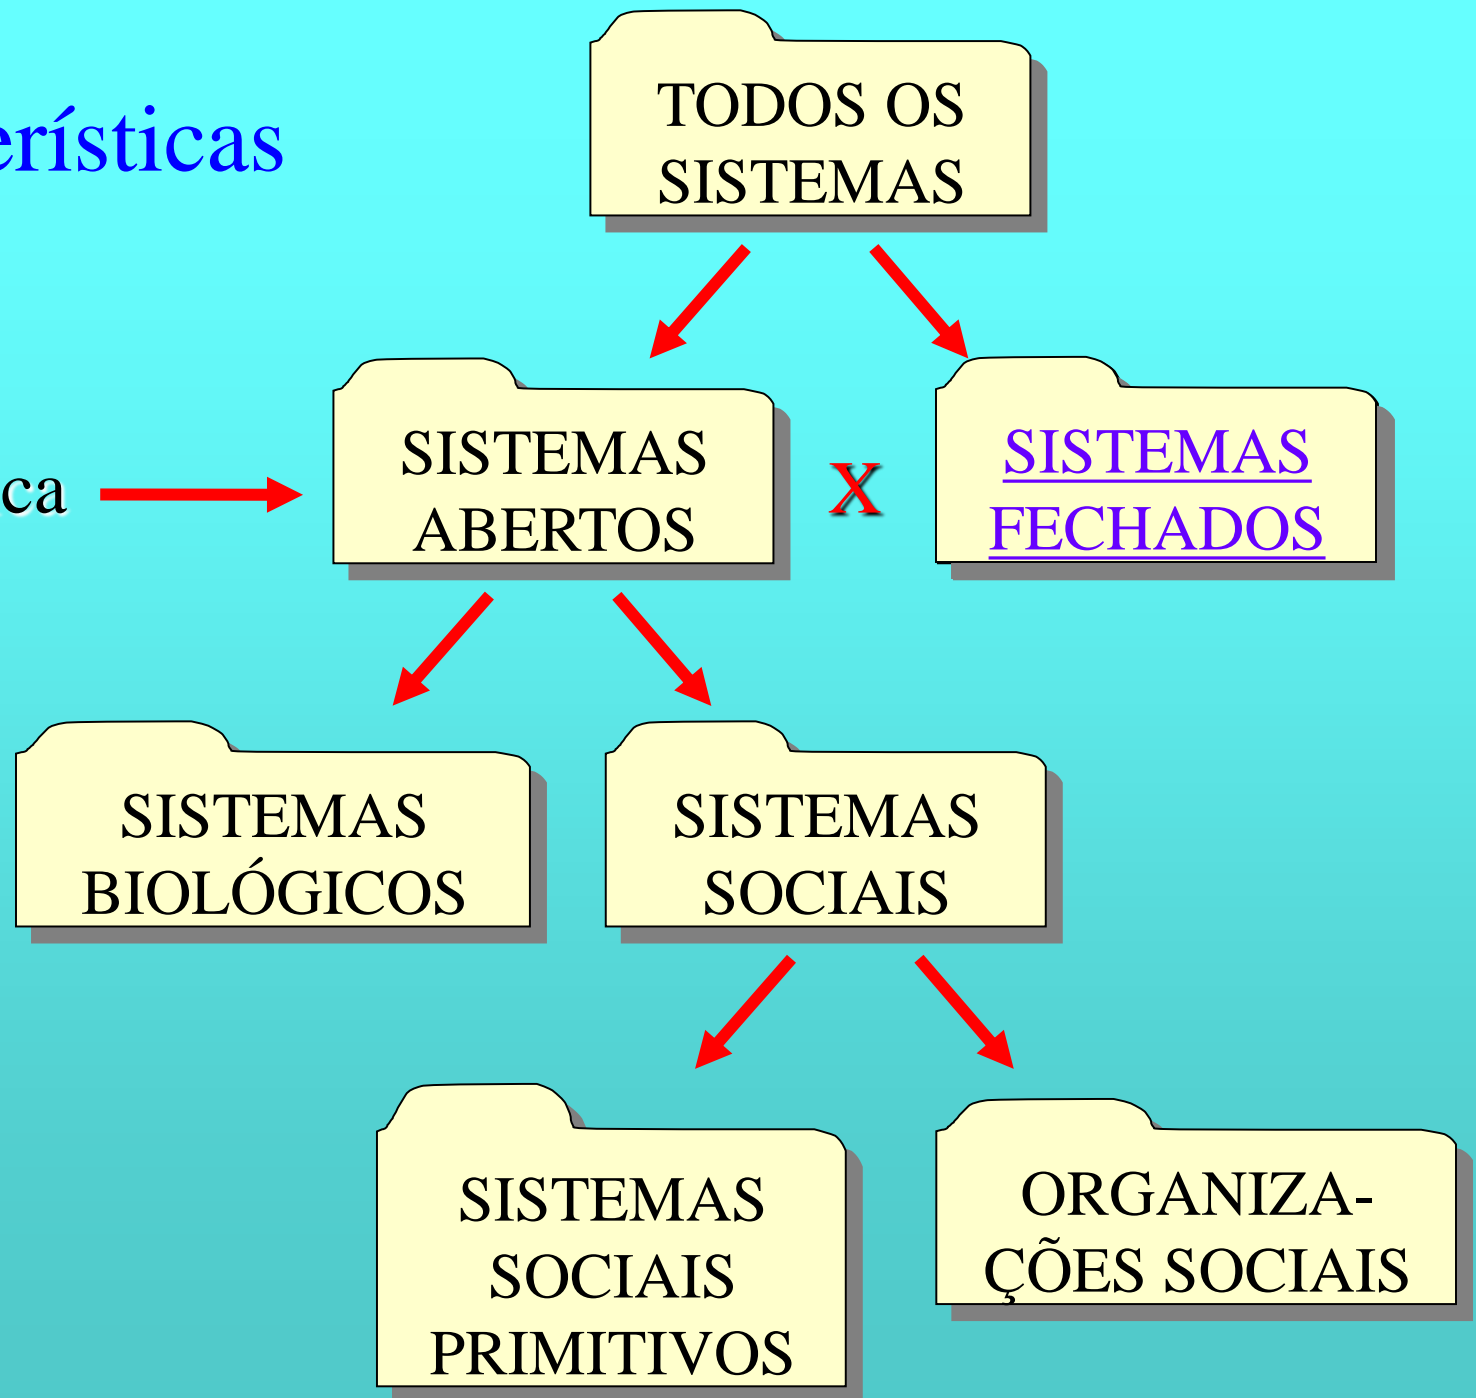 TODOS OS
SISTEMAS
erísticas
SISTEMAS
ABERTOS
X
SISTEMAS
FECHADOS
ca
SISTEMAS
BIOLÓGICOS
SISTEMAS
SOCIAIS
SISTEMAS
SOCIAIS
PRIMITIVOS
ORGANIZA-
ÇÕES SOCIAIS